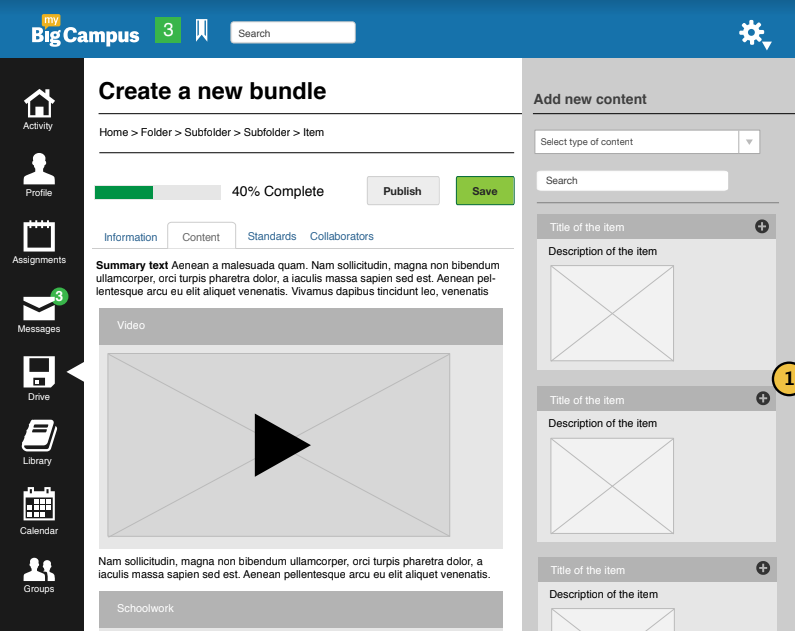 my
Big Campus
3
Search
Activity
Profile
Assignments
3
Messages
Drive
Library
Calendar
Groups
Create a new bundle
Home > Folder > Subfolder > Subfolder > Item
40% Complete
Publish
Save
Information
Content
Standards
Collaborators
Summary text Aenean a malesuada quam. Nam sollicitudin, magna non bibendum
ullamcorper, orci turpis pharetra dolor, a iaculis massa sapien sed est. Aenean pel-
lentesque arcu eu elit aliquet venenatis. Vivamus dapibus tincidunt leo, venenatis
Video
Nam sollicitudin, magna non bibendum ullamcorper, orci turpis pharetra dolor, a
iaculis massa sapien sed est. Aenean pellentesque arcu eu elit aliquet venenatis.
Schoolwork
Add new content
Select type of content
Search
Title of the item
Description of the item
1
Title of the item
Description of the item
Title of the item
Description of the item